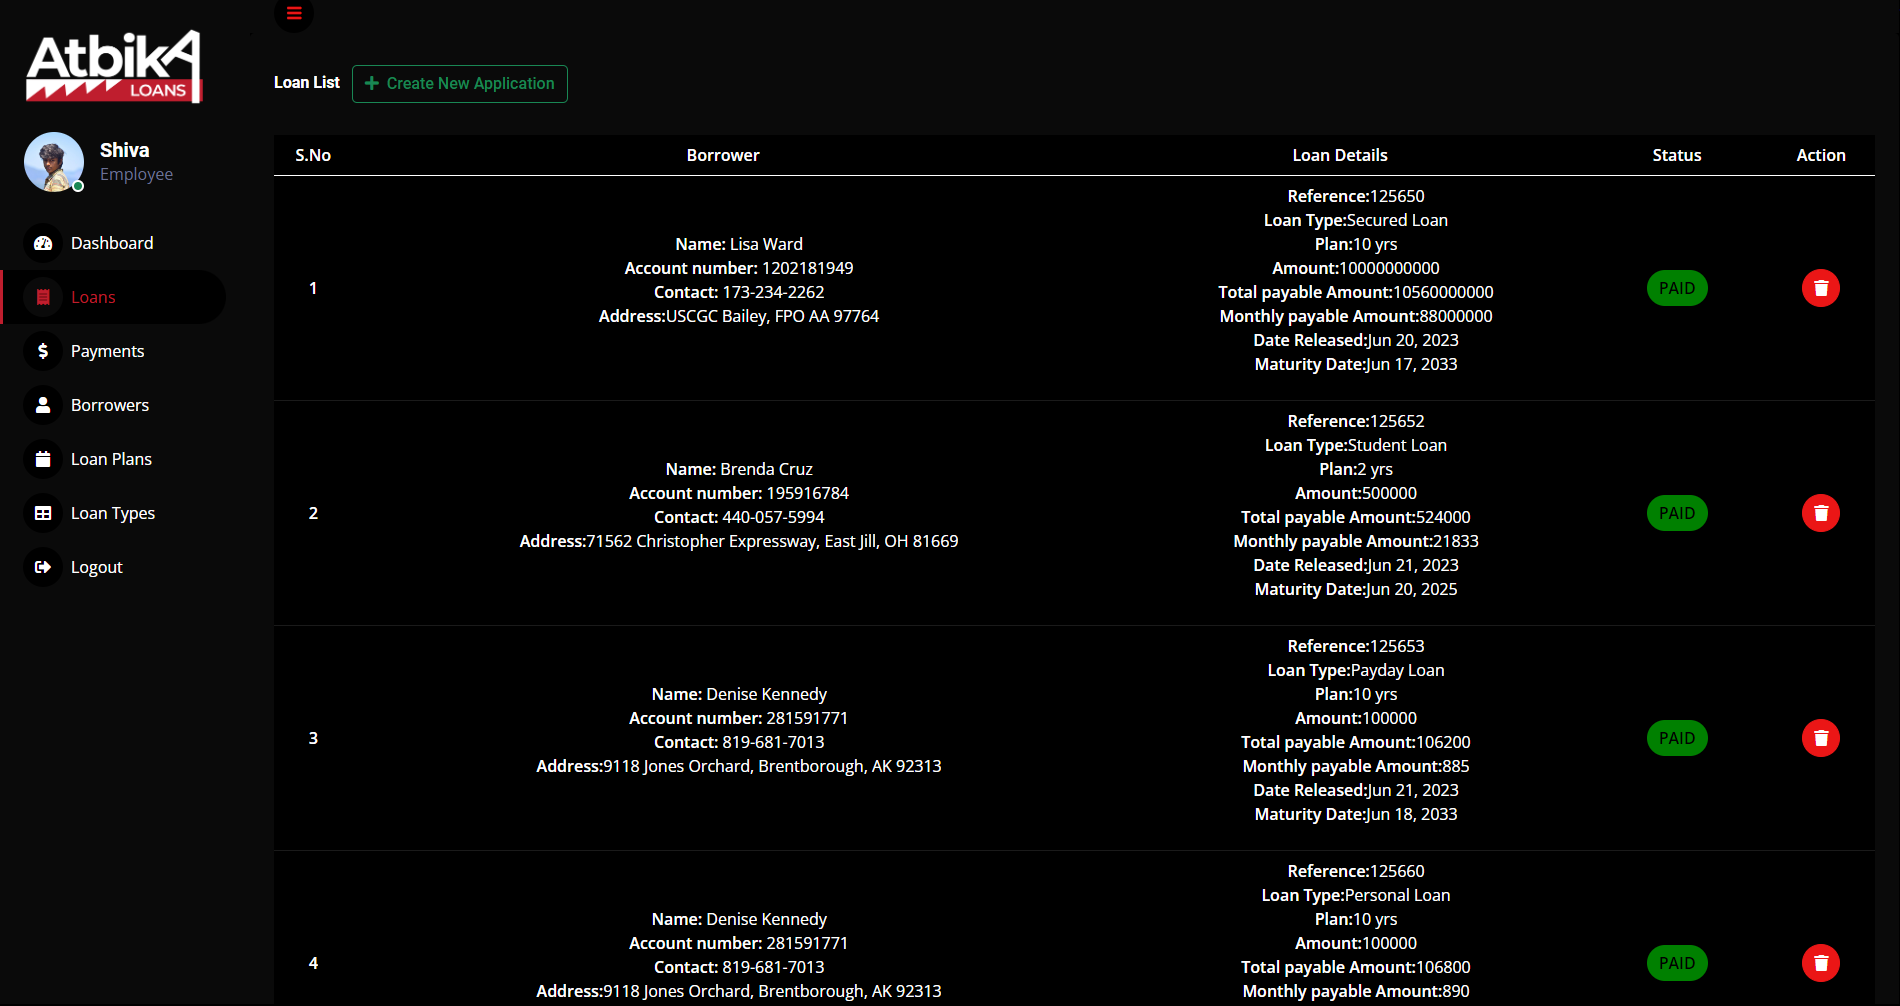 AtbikA
LOANS
Shiva
Employee
Dashboard
Loans
Payments
Borrowers
Loan Plans
Loan Types
Logout
Loan List
Create New Application
S.No Borrower Loan Details Status Action
1
Name: Lisa Ward
Account number: 1202181949
Contact: 173-234-2262
Address:USCGC Bailey, FPO AA 97764
Reference:125650
Loan Type:Secured Loan
Plan:10 yrs
Amount:10000000000
Total payable Amount:10560000000
Monthly payable Amount:88000000
Date Released:Jun 20, 2023
Maturity Date:Jun 17, 2033
PAID
2
Name: Brenda Cruz
Account number: 195916784
Contact: 440-057-5994
Address:71562 Christopher Expressway, East Jill, OH 81669
Reference:125652
Loan Type:Student Loan
Plan:2 yrs
Amount:500000
Total payable Amount:524000
Monthly payable Amount:21833
Date Released:Jun 21, 2023
Maturity Date:Jun 20, 2025
PAID
3
Name: Denise Kennedy
Account number: 281591771
Contact: 819-681-7013
Address:9118 Jones Orchard, Brentborough, AK 92313
Reference:125653
Loan Type:Payday Loan
Plan:10 yrs
Amount:100000
Total payable Amount:106200
Monthly payable Amount:885
Date Released:Jun 21, 2023
Maturity Date:Jun 18, 2033
PAID
4
Name: Denise Kennedy
Account number: 281591771
Contact: 819-681-7013
Address:9118 Jones Orchard, Brentborough, AK 92313
Reference:125660
Loan Type:Personal Loan
Plan:10 yrs
Amount:100000
Total payable Amount:106800
Monthly payable Amount:890
PAID